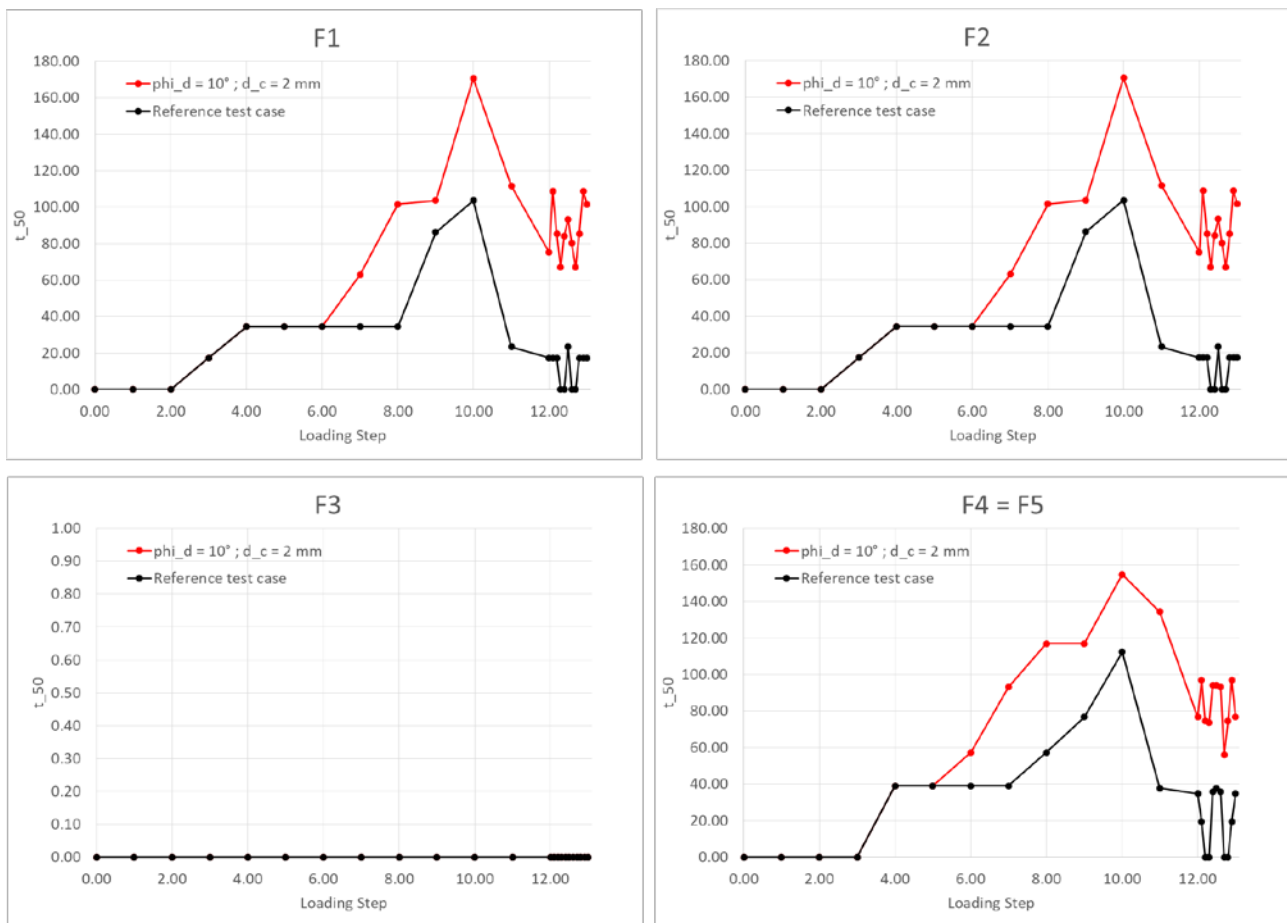 F1
180.00
160.00
140.00
120.00
100.00
80.00
60.00
40.00
20.00
0.00
t_50
phi_d = 10° ; d_c = 2 mm
Reference test case
0.00 2.00 4.00 6.00 8.00 10.00 12.00
Loading Step
F2
180.00
160.00
140.00
120.00
100.00
80.00
60.00
40.00
20.00
0.00
t_50
phi_d = 10° ; d_c = 2 mm
Reference test case
0.00 2.00 4.00 6.00 8.00 10.00 12.00
Loading Step
F3
1.00
0.90
0.80
0.70
0.60
0.50
0.40
0.30
0.20
0.10
0.00
t_50
phi_d = 10° ; d_c = 2 mm
Reference test case
0.00 2.00 4.00 6.00 8.00 10.00 12.00
Loading Step
F4 = F5
180.00
160.00
140.00
120.00
100.00
80.00
60.00
40.00
20.00
0.00
t_50
phi_d = 10° ; d_c = 2 mm
Reference test case
0.00 2.00 4.00 6.00 8.00 10.00 12.00
Loading Step